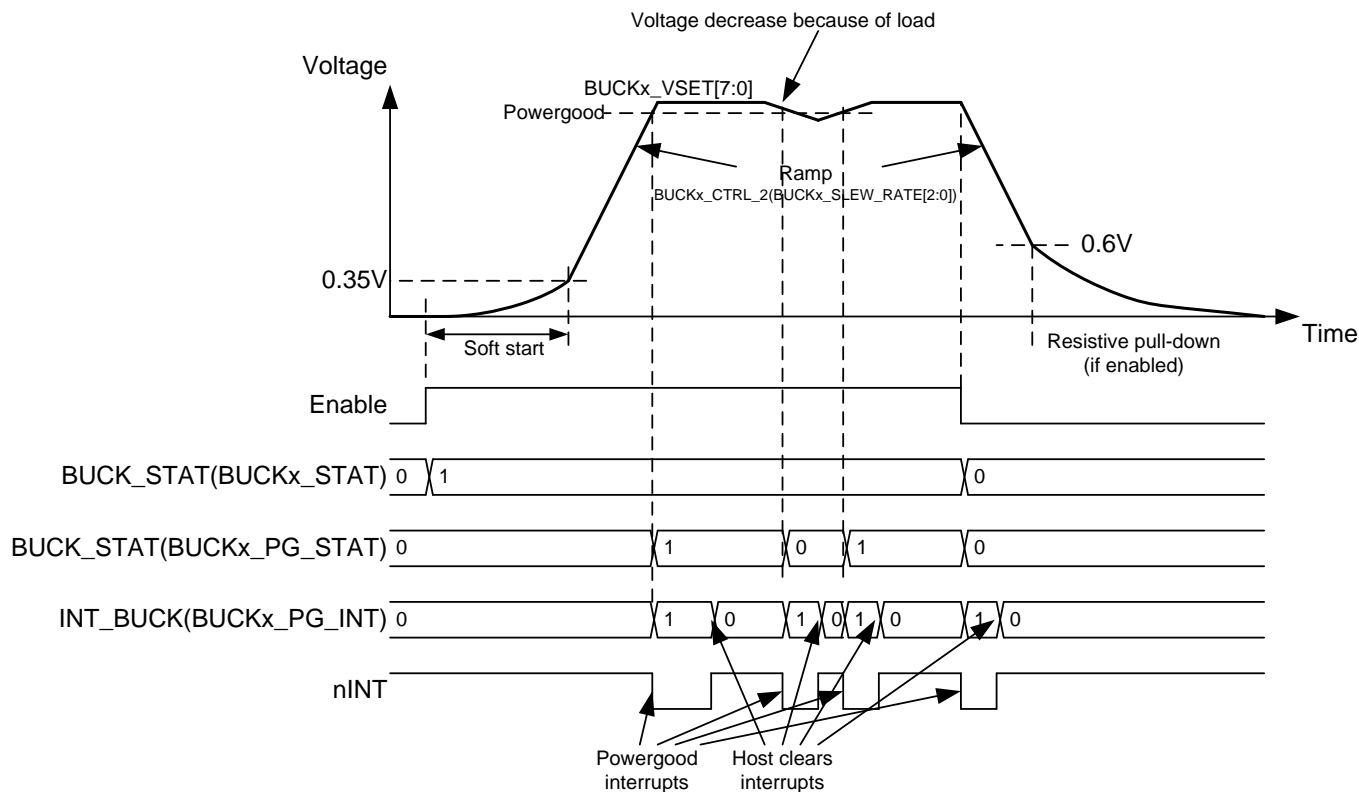 Voltage decrease because of load
Voltage
BUCKx_VSET[7:0]
Powergood
Ramp
BUCKx_CTRL_2(BUCKx_SLEW_RATE[2:0])
0.6V
0.35V
Time
Soft start
Resistive pull-down
(if enabled)
Enable
BUCK_STAT(BUCKx_STAT) 0 1 0
BUCK_STAT(BUCKx_PG_STAT) 0 1 0 1 0
INT_BUCK(BUCKx_PG_INT) 0 1 0 1 0 1 0 1 0
nINT
Powergood
interrupts
Host clears
interrupts